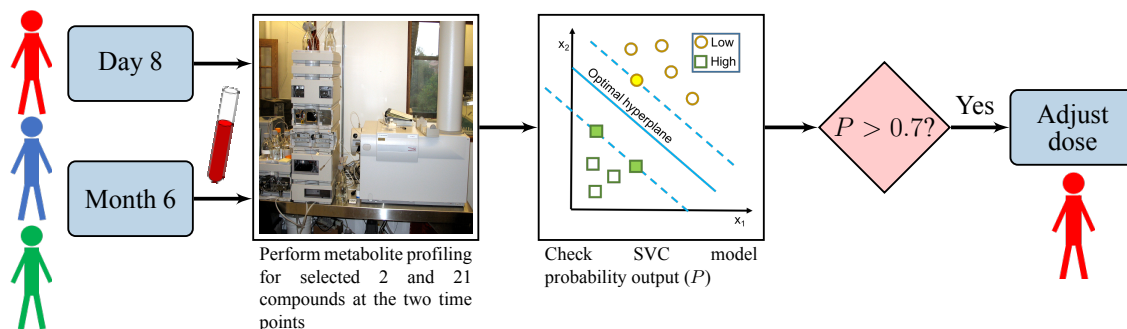 Day 8
Month 6
Perform metabolite profiling
for selected 2 and 21
compounds at the two time
points
x2
Low
High
Optimal hyperplane
x1
Check SVC model
probability output (P)
P > 0.7?
Yes
Adjust
dose